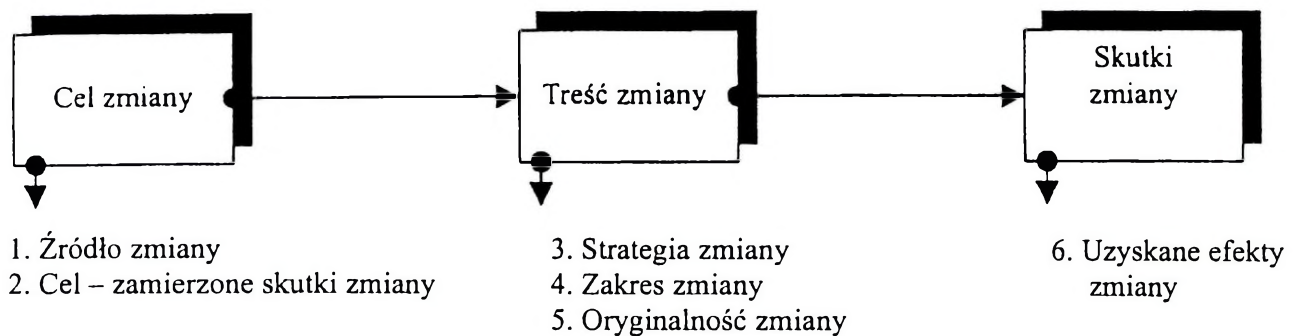 Cel zmiany
Treść zmiany
Skutki
zmiany
1. Źródło zmiany
2. Cel – zamierzone skutki zmiany
3. Strategia zmiany
4. Zakres zmiany
5. Oryginalność zmiany
6. Uzyskane efekty
zmiany